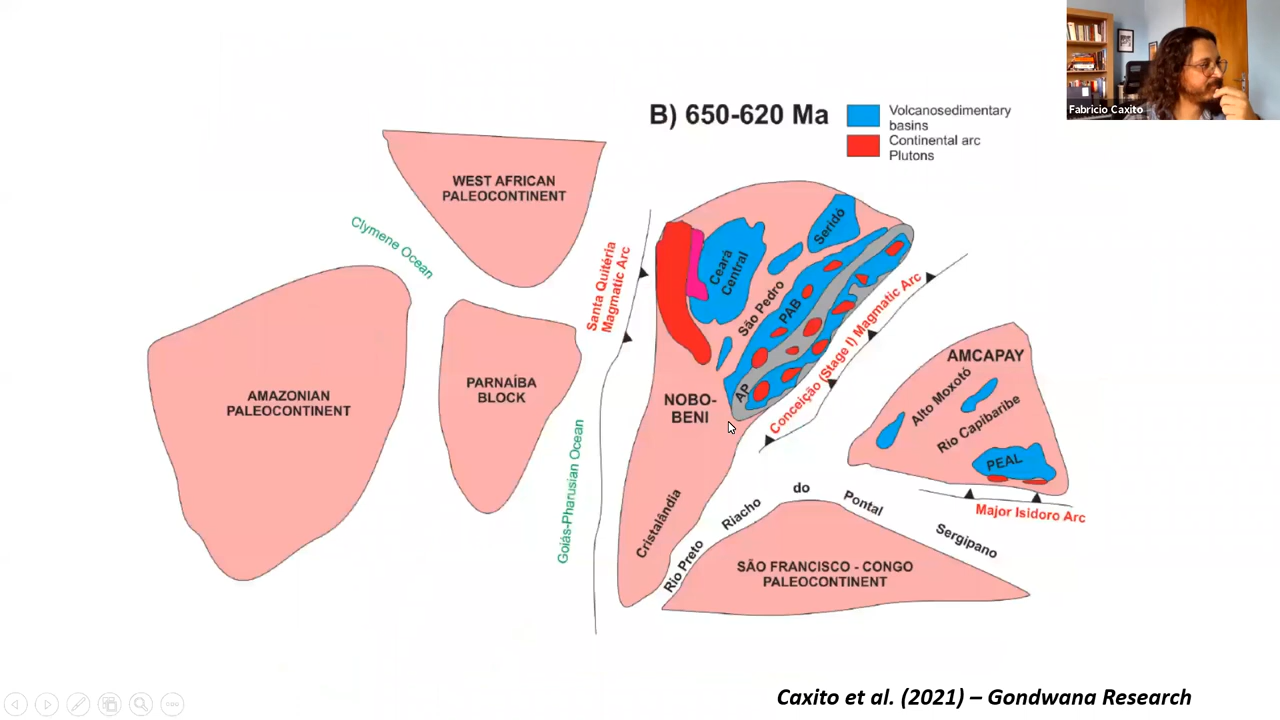 Fabricio Caxito
B) 650-620 Ma
Volcanosedimentary
basins
Continental arc
Plutons
WEST AFRICAN
PALEOCONTINENT
Clymene Ocean
Santa Quitéria
Magmatic Arc
Ceará
Central
Seridó
São Pedro
PAB
AP
Conceição (Stage I) Magmatic Arc
AMCAPAY
Alto Moxotó
Rio Capibaribe
PEAL
Major Isidoro Arc
AMAZONIAN
PALEOCONTINENT
PARNAÍBA
BLOCK
NOBO-
BENI
Goiás-Pharusian Ocean
Cristalândia
Rio Preto
Riacho
do
Pontal
Sergipano
SÃO FRANCISCO - CONGO
PALEOCONTINENT
Caxito et al. (2021) – Gondwana Research